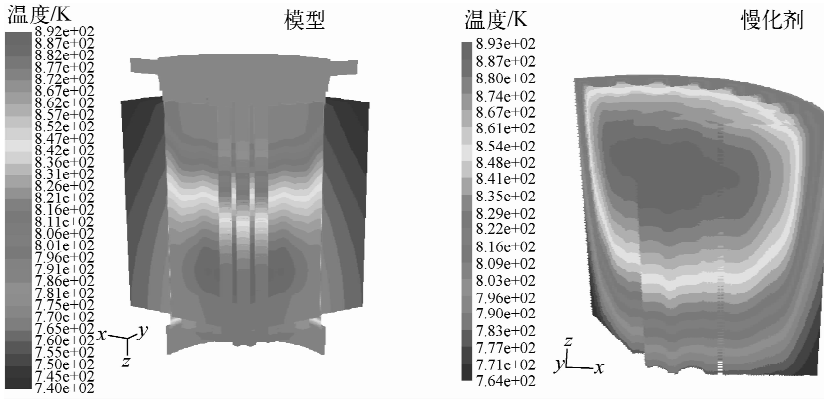 温度/K
模型
8.92e+02
8.87e+02
8.82e+02
8.77e+02
8.72e+02
8.67e+02
8.62e+02
8.57e+02
8.52e+02
8.47e+02
8.42e+02
8.36e+02
8.31e+02
8.26e+02
8.21e+02
8.16e+02
8.11e+02
8.06e+02
8.01e+02
7.96e+02
7.91e+02
7.86e+02
7.81e+02
7.75e+02
7.70e+02
7.65e+02
7.60e+02
7.55e+02
7.50e+02
7.45e+02
7.40e+02
x
y
z
温度/K
慢化剂
8.93e+02
8.87e+02
8.80e+02
8.74e+02
8.67e+02
8.61e+02
8.54e+02
8.48e+02
8.41e+02
8.35e+02
8.29e+02
8.22e+02
8.16e+02
8.09e+02
8.03e+02
7.96e+02
7.90e+02
7.83e+02
7.77e+02
7.71e+02
7.64e+02
z
y
x